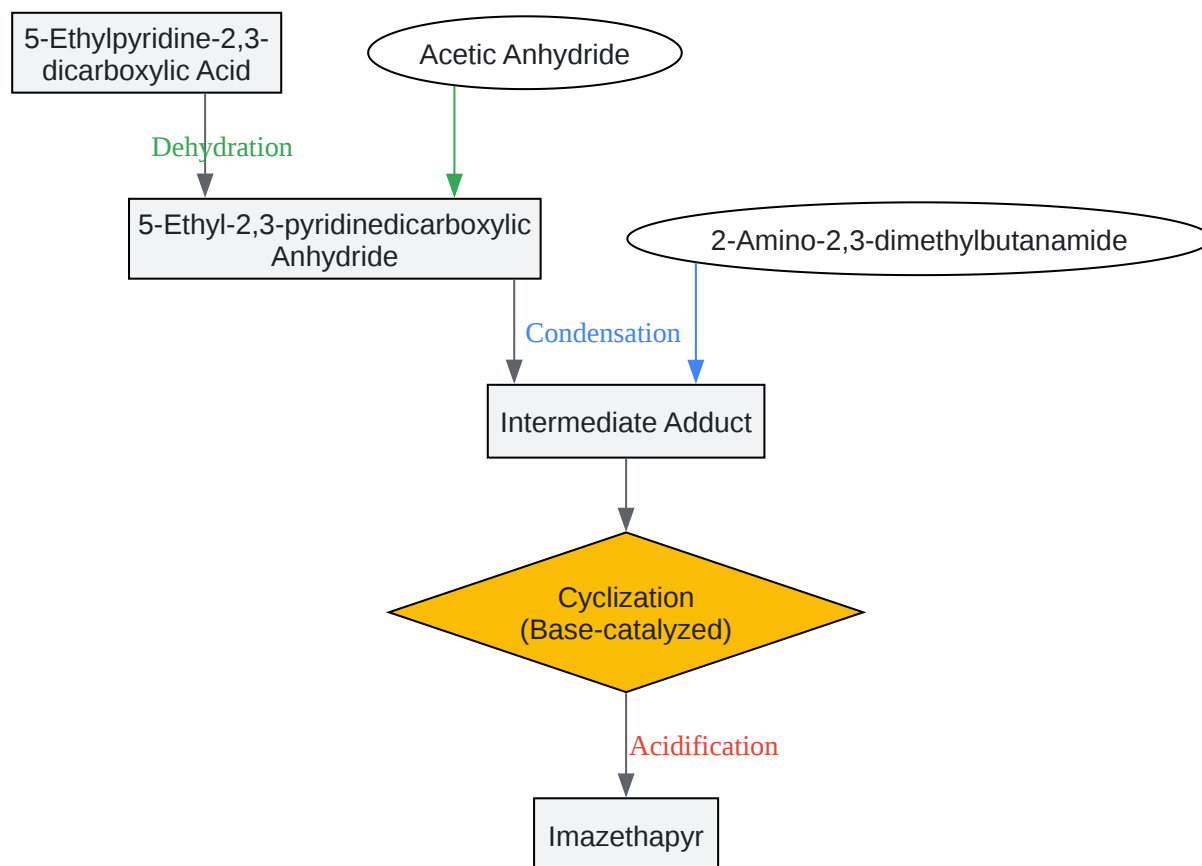 5-Ethylpyridine-2,3-
dicarboxylic Acid
Acetic Anhydride
Dehydration
5-Ethyl-2,3-pyridinedicarboxylic
Anhydride
2-Amino-2,3-dimethylbutanamide
Condensation
Intermediate Adduct
Cyclization
(Base-catalyzed)
Acidification
Imazethapyr